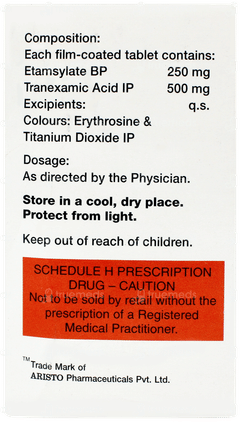 Composition:
Each film-coated tablet contains:
Etamsylate BP 250 mg
Tranexamic Acid IP 500 mg
Excipients: q.s.
Colours: Erythrosine &
Titanium Dioxide IP
Dosage:
As directed by the Physician.
Store in a cool, dry place.
Protect from light.
Keep out of reach of children.
SCHEDULE H PRESCRIPTION
DRUG – CAUTION
Not to be sold by retail without the
prescription of a Registered
Medical Practitioner.
TM Trade Mark of
ARISTO Pharmaceuticals Pvt. Ltd.
truemeds
truemeds